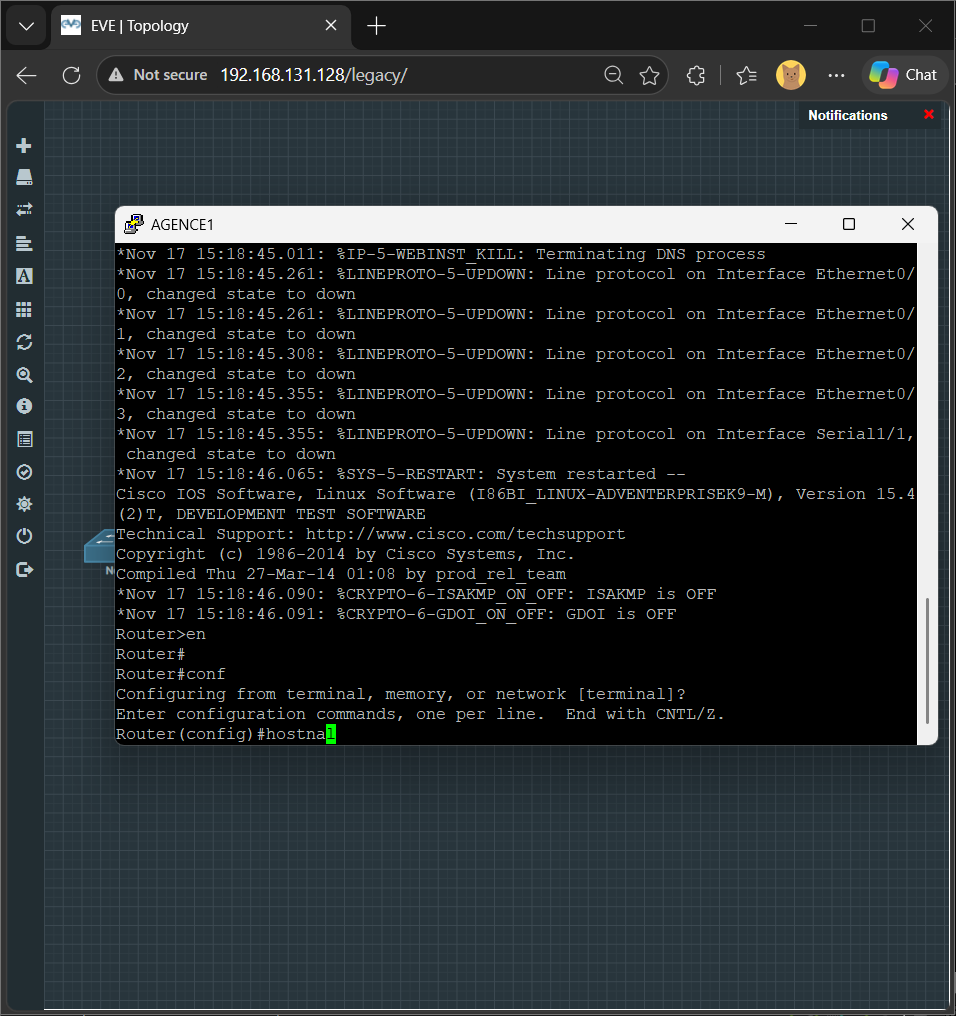 EVE | Topology
Not secure 192.168.131.128/legacy/
Chat
Notifications
AGENCE1
*Nov 17 15:18:45.011: %IP-5-WEBINST_KILL: Terminating DNS process
*Nov 17 15:18:45.261: %LINEPROTO-5-UPDOWN: Line protocol on Interface Ethernet0/
0, changed state to down
*Nov 17 15:18:45.261: %LINEPROTO-5-UPDOWN: Line protocol on Interface Ethernet0/
1, changed state to down
*Nov 17 15:18:45.308: %LINEPROTO-5-UPDOWN: Line protocol on Interface Ethernet0/
2, changed state to down
*Nov 17 15:18:45.355: %LINEPROTO-5-UPDOWN: Line protocol on Interface Ethernet0/
3, changed state to down
*Nov 17 15:18:45.355: %LINEPROTO-5-UPDOWN: Line protocol on Interface Serial1/1,
changed state to down
*Nov 17 15:18:46.065: %SYS-5-RESTART: System restarted --
Cisco IOS Software, Linux Software (I86BI_LINUX-ADVENTERPRISEK9-M), Version 15.4
(2)T, DEVELOPMENT TEST SOFTWARE
Technical Support: http://www.cisco.com/techsupport
Copyright (c) 1986-2014 by Cisco Systems, Inc.
Compiled Thu 27-Mar-14 01:08 by prod_rel_team
*Nov 17 15:18:46.090: %CRYPTO-6-ISAKMP_ON_OFF: ISAKMP is OFF
*Nov 17 15:18:46.091: %CRYPTO-6-GDOI_ON_OFF: GDOI is OFF
Router>en
Router#
Router#conf
Configuring from terminal, memory, or network [terminal]?
Enter configuration commands, one per line.  End with CNTL/Z.
Router(config)#hostnal